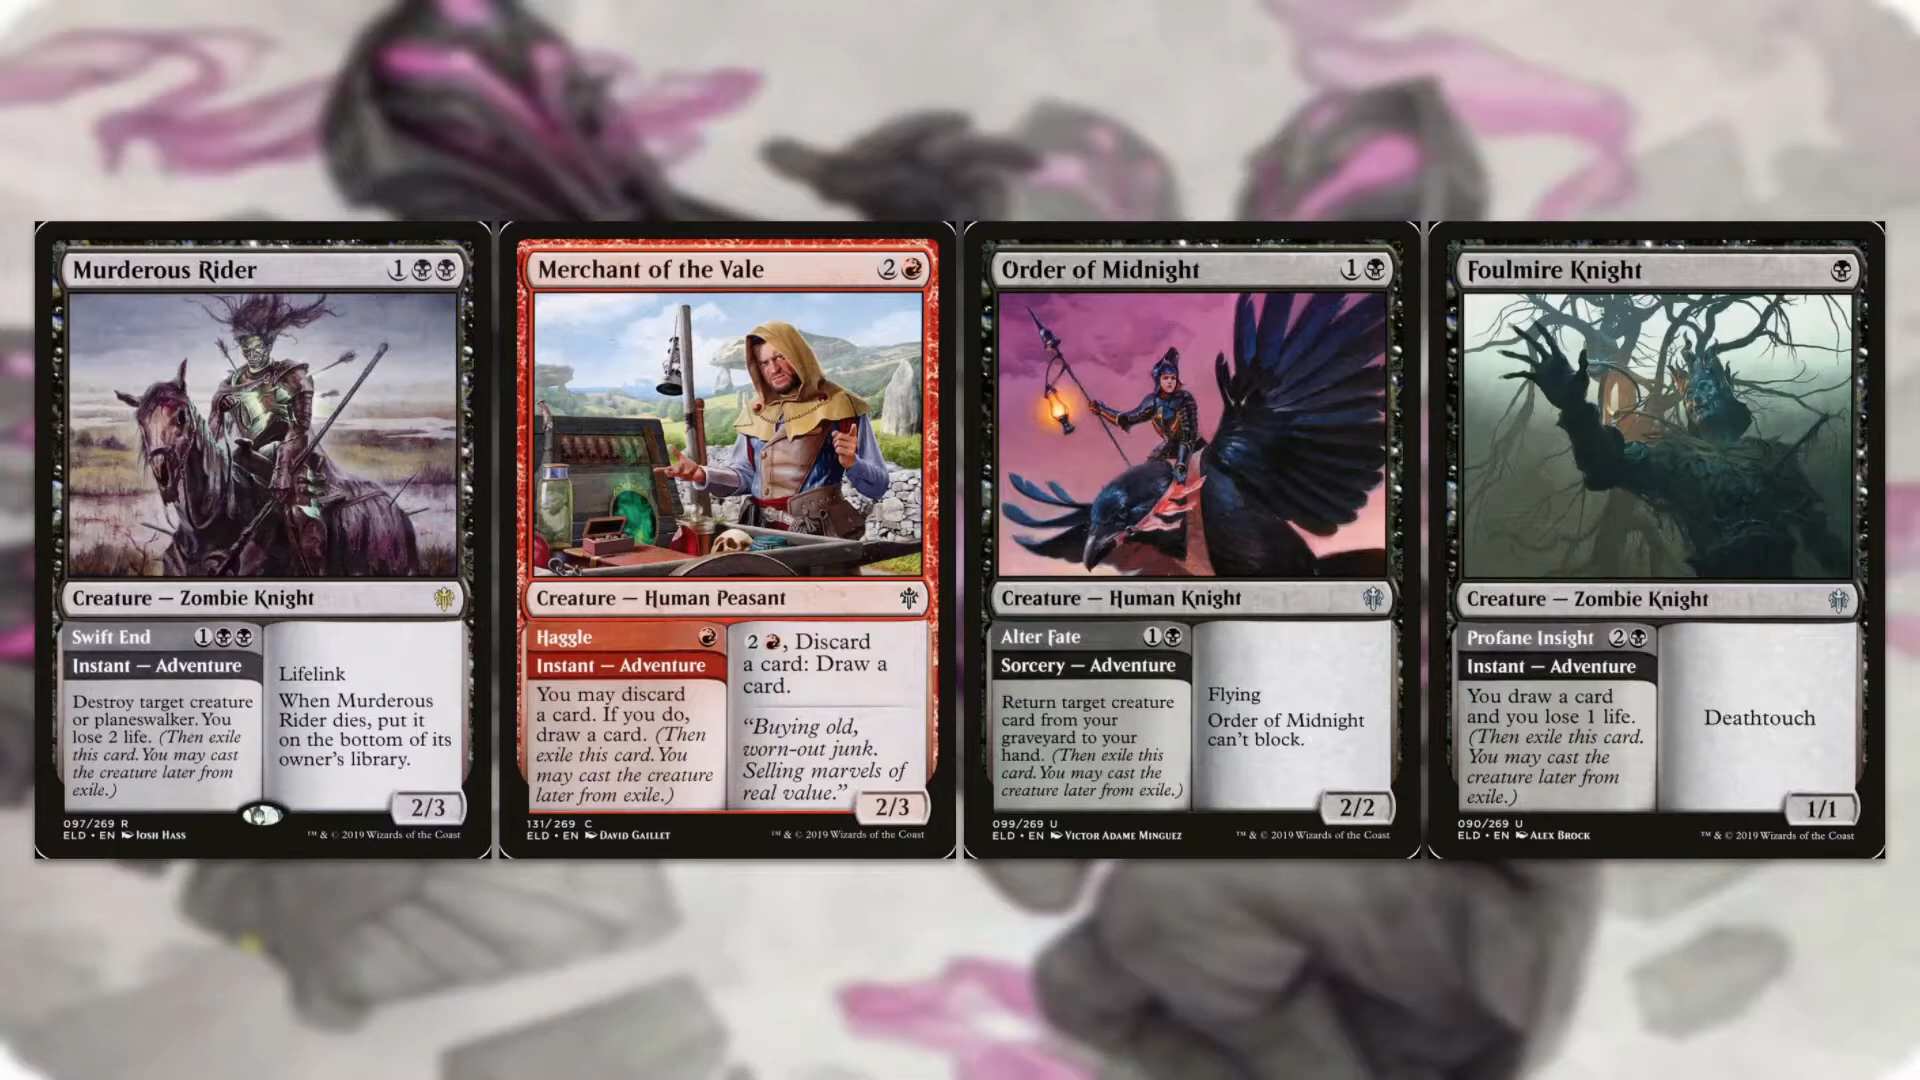 Murderous Rider 1
Creature — Zombie Knight
Swift End 1
Instant — Adventure
Destroy target creature
or planeswalker. You
lose 2 life. (Then exile
this card. You may cast
the creature later from
exile.)
Lifelink
When Murderous
Rider dies, put it
on the bottom of its
owner's library.
2/3
097/269 R
ELD • EN Josh Hass
™ & © 2019 Wizards of the Coast
Merchant of the Vale 2
Creature — Human Peasant
Haggle
Instant — Adventure
You may discard
a card. If you do,
draw a card. (Then
exile this card. You
may cast the creature
later from exile.)
2 , Discard
a card: Draw a
card.
“Buying old,
worn-out junk.
Selling marvels of
real value.”
2/3
131/269 C
ELD • EN David Gaillet
™ & © 2019 Wizards of the Coast
Order of Midnight 1
Creature — Human Knight
Alter Fate 1
Sorcery — Adventure
Return target creature
card from your
graveyard to your
hand. (Then exile this
card. You may cast the
creature later from exile.)
Flying
Order of Midnight
can't block.
2/2
099/269 U
ELD • EN Victor Adame Minguez
™ & © 2019 Wizards of the Coast
Foulmire Knight
Creature — Zombie Knight
Profane Insight 2
Instant — Adventure
You draw a card
and you lose 1 life.
(Then exile this card.
You may cast the
creature later from
exile.)
Deathtouch
1/1
090/269 U
ELD • EN Alex Brock
™ & © 2019 Wizards of the Coast